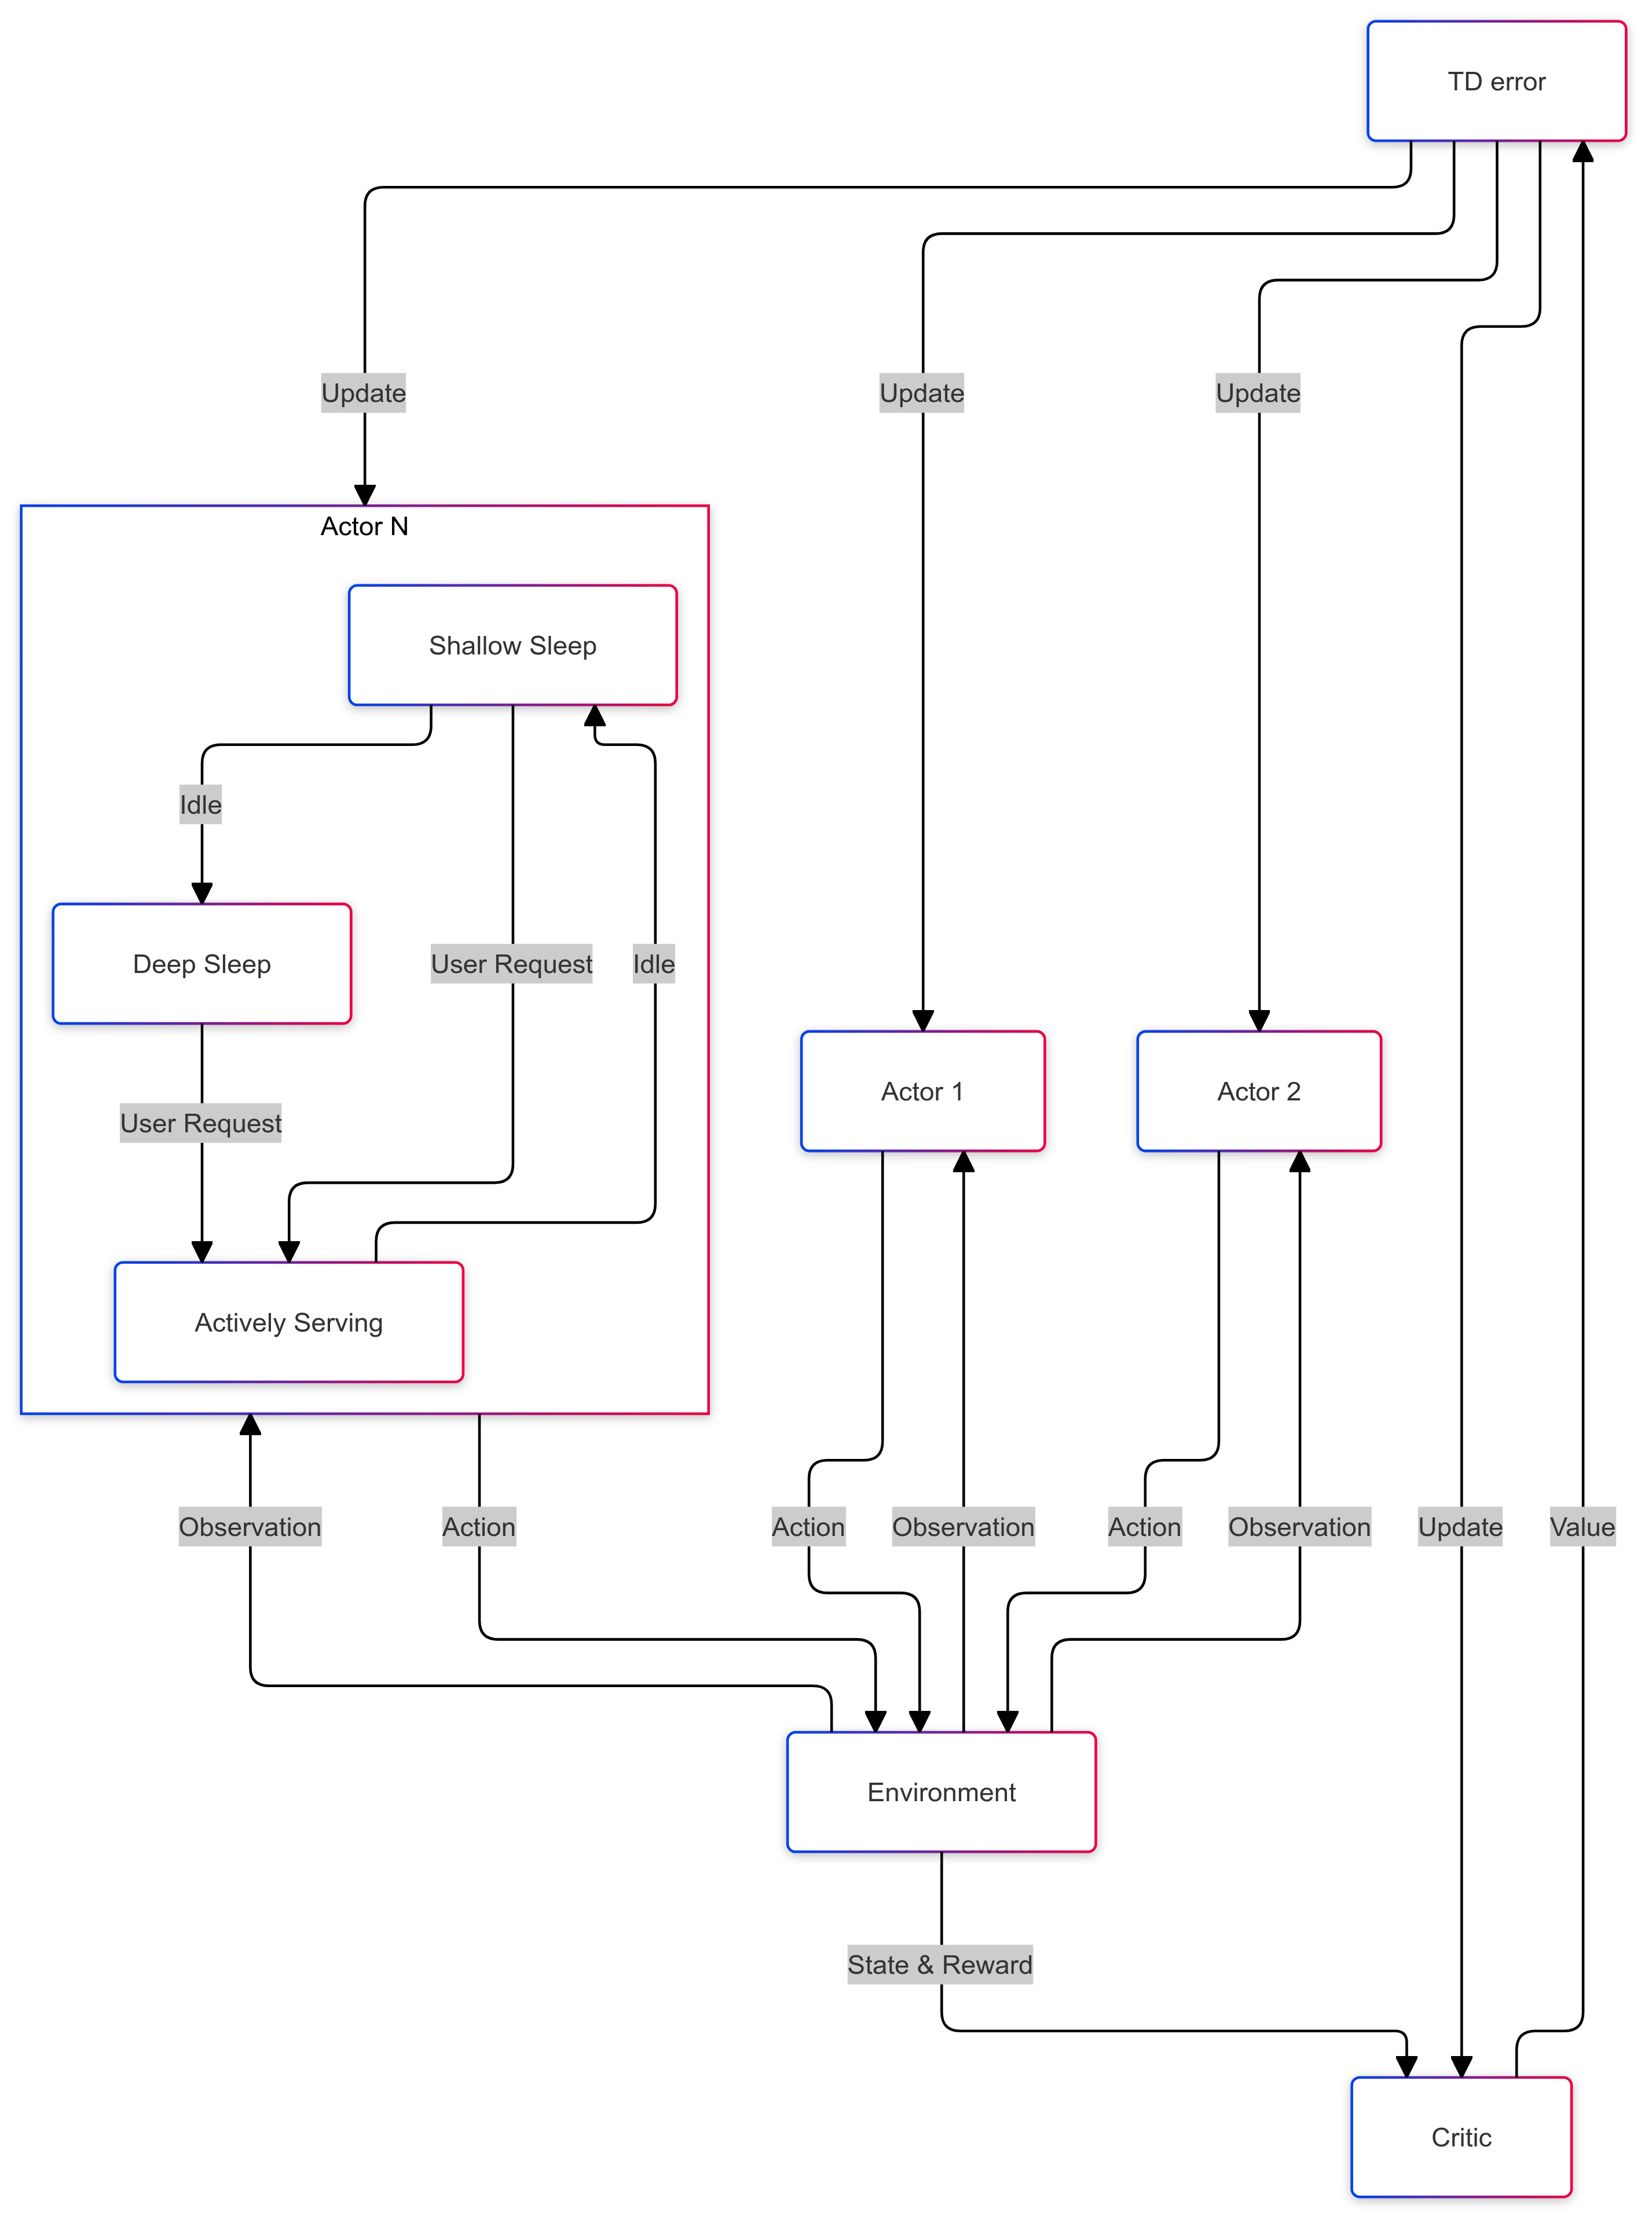 TD error
Update
Update
Update
Actor N
Shallow Sleep
Idle
Deep Sleep
User Request
Idle
User Request
Actor 1
Actor 2
Actively Serving
Observation
Action
Action
Observation
Action
Observation
Update
Value
Environment
State & Reward
Critic